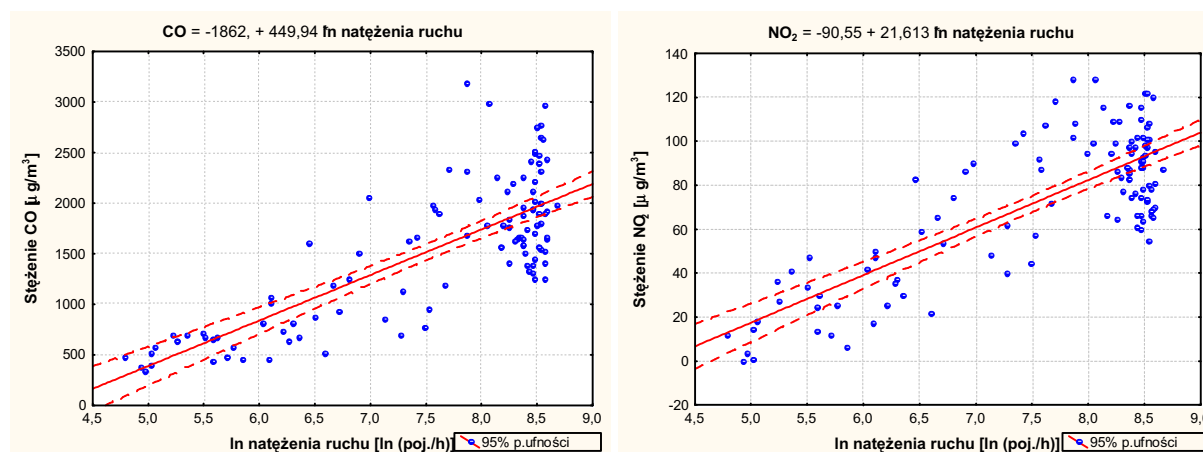 CO = -1862, + 449,94 ln natężenia ruchu
3500
3000
2500
2000
1500
1000
500
0
Stężenie CO [µ g/m³]
4,5 5,0 5,5 6,0 6,5 7,0 7,5 8,0 8,5 9,0
ln natężenia ruchu [ln (poj./h)]
95% p.ufności
NO₂ = -90,55 + 21,613 ln natężenia ruchu
140
120
100
80
60
40
20
0
-20
Stężenie NO₂ [µ g/m³]
4,5 5,0 5,5 6,0 6,5 7,0 7,5 8,0 8,5 9,0
ln natężenia ruchu [ln (poj./h)]
95% p.ufności